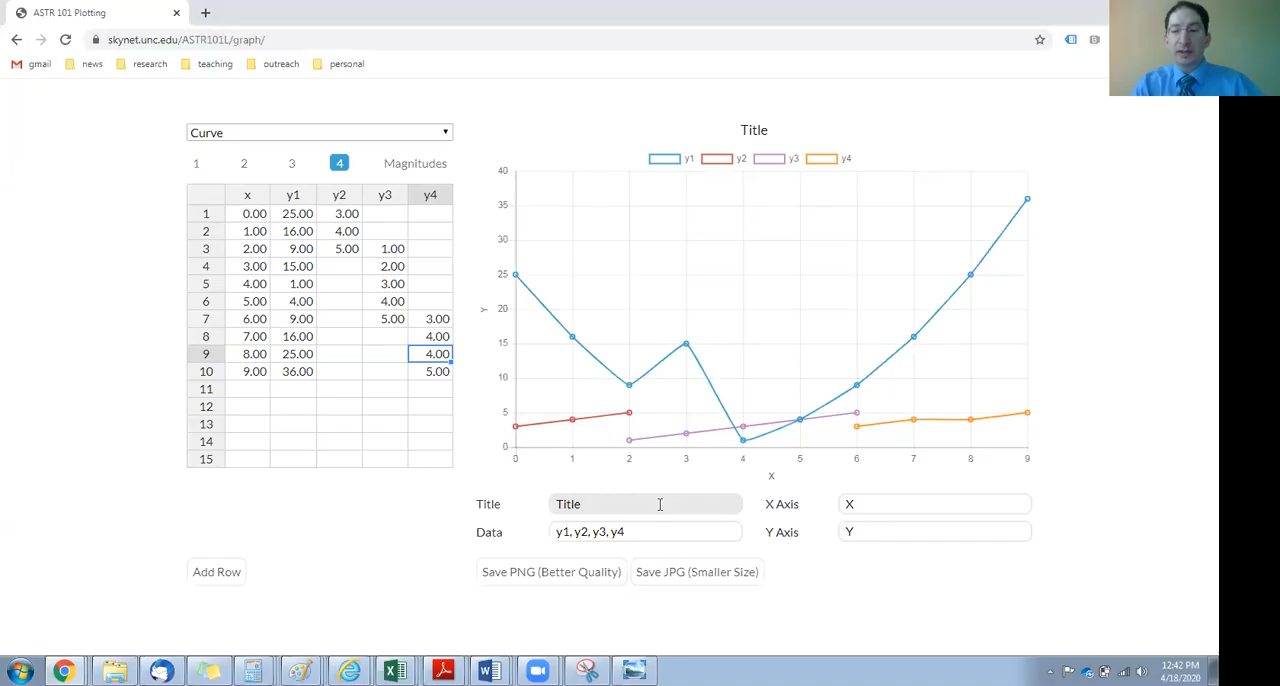 ASTR 101 Plotting
skynet.unc.edu/ASTR101L/graph/
gmail news research teaching outreach personal
Curve
1 2 3 4 Magnitudes
x y1 y2 y3 y4
1 0.00 25.00 3.00
2 1.00 16.00 4.00
3 2.00 9.00 5.00 1.00
4 3.00 15.00 2.00
5 4.00 1.00 3.00
6 5.00 4.00 4.00
7 6.00 9.00 5.00 3.00
8 7.00 16.00 4.00
9 8.00 25.00 4.00
10 9.00 36.00 5.00
11
12
13
14
15
Add Row
Title
y1 y2 y3 y4
40
35
30
25
20
15
10
5
0
Y
0 1 2 3 4 5 6 7 8 9
X
Title Title X Axis X
Data y1, y2, y3, y4 Y Axis Y
Save PNG (Better Quality) Save JPG (Smaller Size)
12:42 PM
4/18/2020